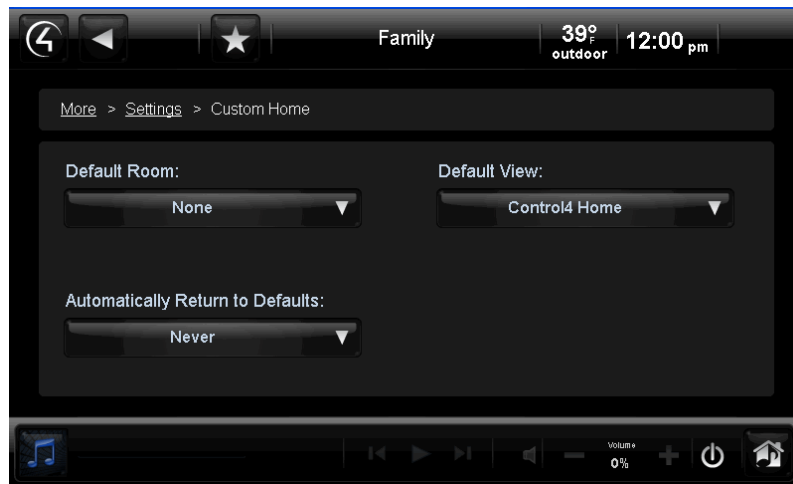 4
Family
39°F
outdoor
12:00 pm
More > Settings > Custom Home
Default Room:
Default View:
None
Control4 Home
Automatically Return to Defaults:
Never
Volume
0%